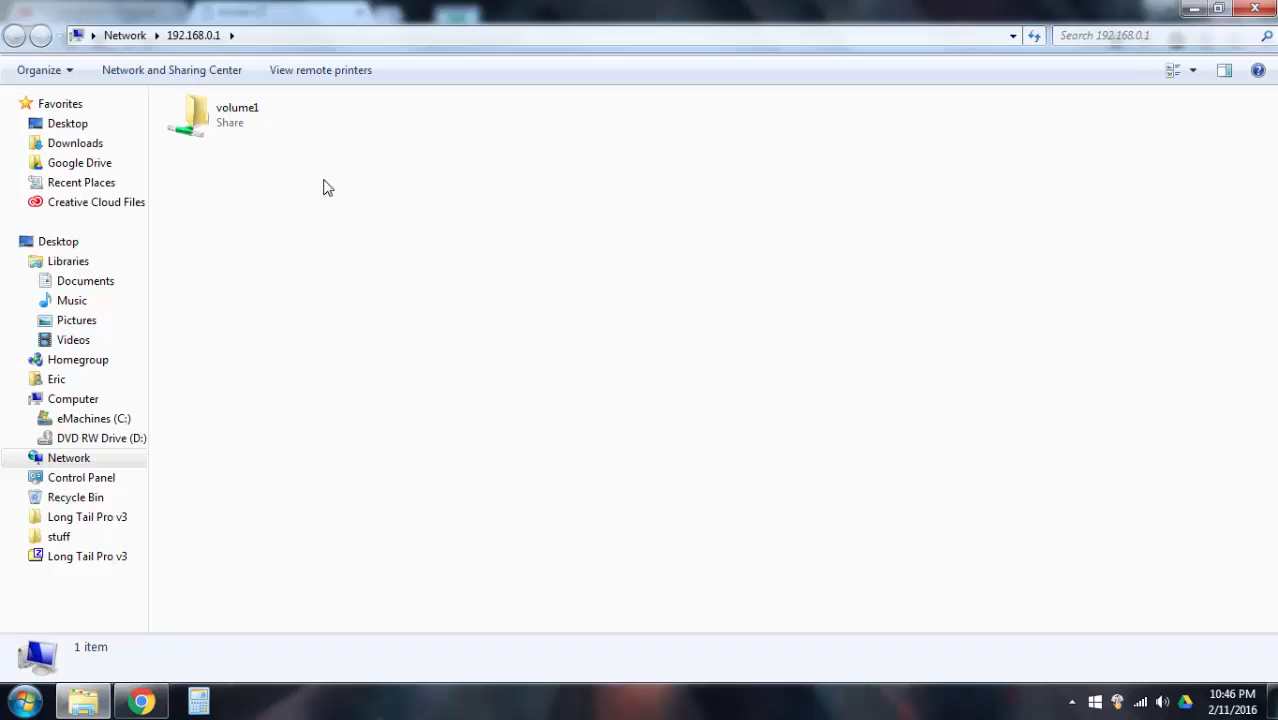 Network 192.168.0.1
Search 192.168.0.1
Organize Network and Sharing Center View remote printers
Favorites
Desktop
Downloads
Google Drive
Recent Places
Creative Cloud Files
Desktop
Libraries
Documents
Music
Pictures
Videos
Homegroup
Eric
Computer
eMachines (C:)
DVD RW Drive (D:)
Network
Control Panel
Recycle Bin
Long Tail Pro v3
stuff
Long Tail Pro v3
volume1
Share
1 item
10:46 PM
2/11/2016